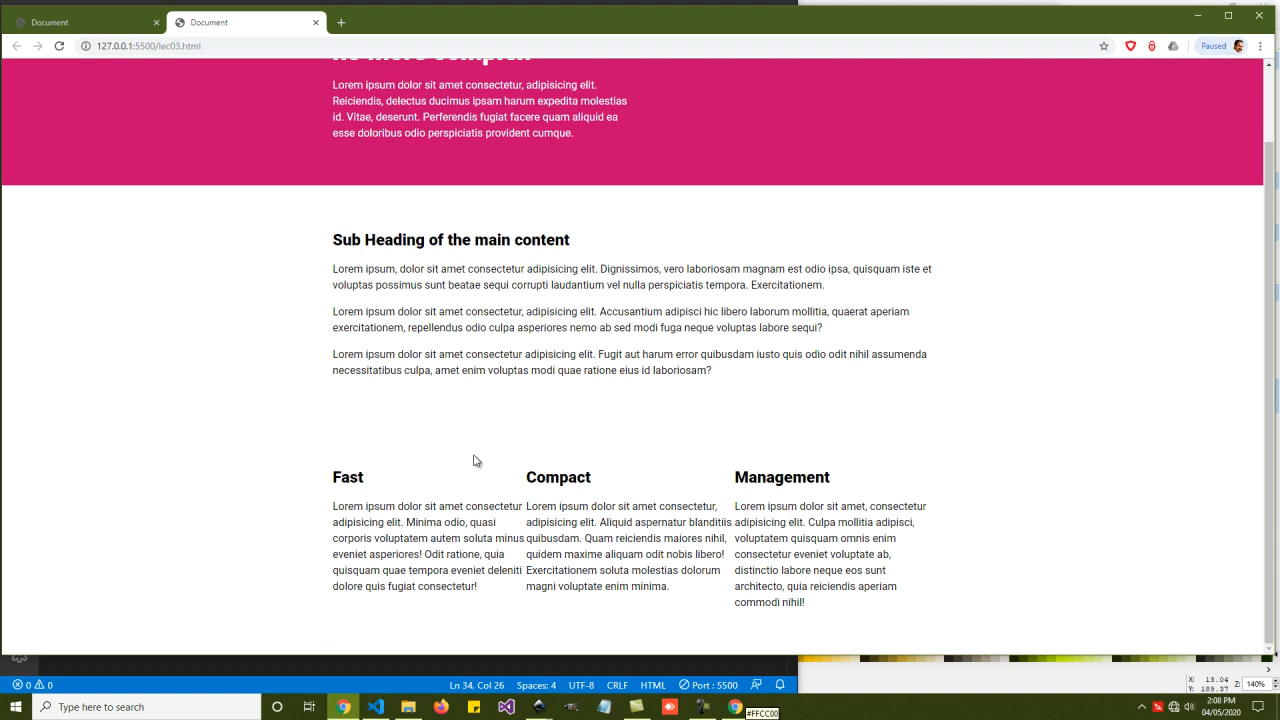 Document
Document
127.0.0.1:5500/lec03.html
Paused
no more complex
Lorem ipsum dolor sit amet consectetur, adipisicing elit.
Reiciendis, delectus ducimus ipsam harum expedita molestias
id. Vitae, deserunt. Perferendis fugiat facere quam aliquid ea
esse doloribus odio perspiciatis provident cumque.
Sub Heading of the main content
Lorem ipsum, dolor sit amet consectetur adipisicing elit. Dignissimos, vero laboriosam magnam est odio ipsa, quisquam iste et
voluptas possimus sunt beatae sequi corrupti laudantium vel nulla perspiciatis tempora. Exercitationem.
Lorem ipsum dolor sit amet consectetur, adipisicing elit. Accusantium adipisci hic libero laborum mollitia, quaerat aperiam
exercitationem, repellendus odio culpa asperiores nemo ab sed modi fuga neque voluptas labore sequi?
Lorem ipsum dolor sit amet consectetur adipisicing elit. Fugit aut harum error quibusdam iusto quis odio odit nihil assumenda
necessitatibus culpa, amet enim voluptas modi quae ratione eius id laboriosam?
Fast
Lorem ipsum dolor sit amet consectetur
adipisicing elit. Minima odio, quasi
corporis voluptatem autem soluta minus
eveniet asperiores! Odit ratione, quia
quisquam quae tempora eveniet deleniti
dolore quis fugiat consectetur!
Compact
Lorem ipsum dolor sit amet consectetur,
adipisicing elit. Aliquid aspernatur blanditiis
quibusdam. Quam reiciendis maiores nihil,
quidem maxime aliquam odit nobis libero!
Exercitationem soluta molestias dolorum
magni voluptate enim minima.
Management
Lorem ipsum dolor sit amet, consectetur
adipisicing elit. Culpa mollitia adipisci,
voluptatem quisquam omnis enim
consectetur eveniet voluptate ab,
distinctio labore neque eos sunt
architecto, quia reiciendis aperiam
commodi nihil!
0 0
Ln 34, Col 26
Spaces: 4
UTF-8
CRLF
HTML
Port : 5500
X: 13.04
Y: 109.37
Z: 140%
Type here to search
#FFCC00
2:08 PM
04/05/2020